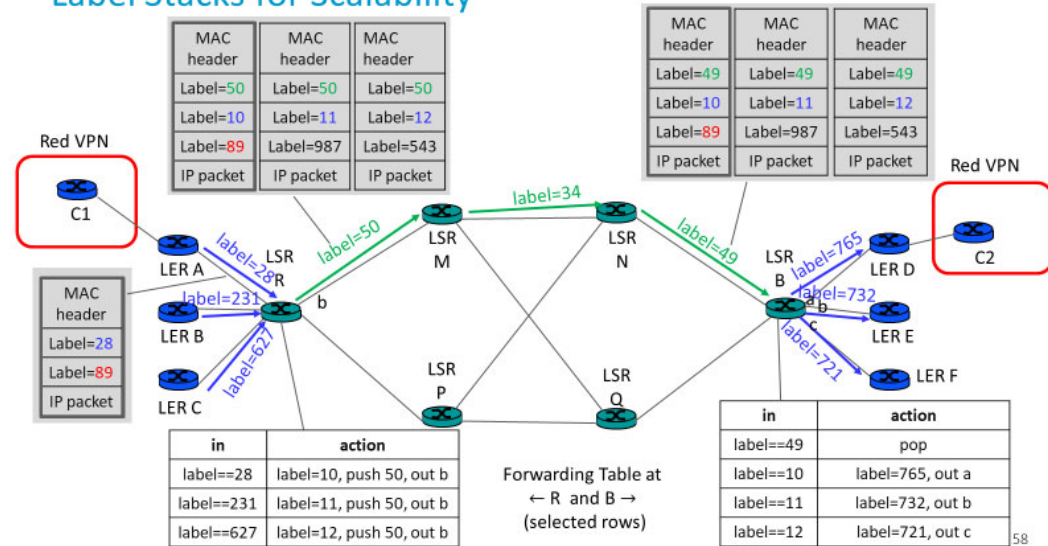 Label Stacks for Scalability
MAC header
Label=50
Label=10
Label=89
IP packet
MAC header
Label=50
Label=11
Label=987
IP packet
MAC header
Label=50
Label=12
Label=543
IP packet
MAC header
Label=49
Label=10
Label=89
IP packet
MAC header
Label=49
Label=11
Label=987
IP packet
MAC header
Label=49
Label=12
Label=543
IP packet
Red VPN
C1
Red VPN
C2
label=50
label=34
label=49
LSR M
LSR N
LER A
LER B
LER C
label=28
label=231
label=627
LSR R
b
LSR B
a
b
c
label=765
label=732
label=721
LER D
LER E
LER F
MAC header
Label=28
Label=89
IP packet
LSR P
LSR Q
in action
label==28 label=10, push 50, out b
label==231 label=11, push 50, out b
label==627 label=12, push 50, out b
Forwarding Table at
← R and B →
(selected rows)
in action
label==49 pop
label==10 label=765, out a
label==11 label=732, out b
label==12 label=721, out c
58